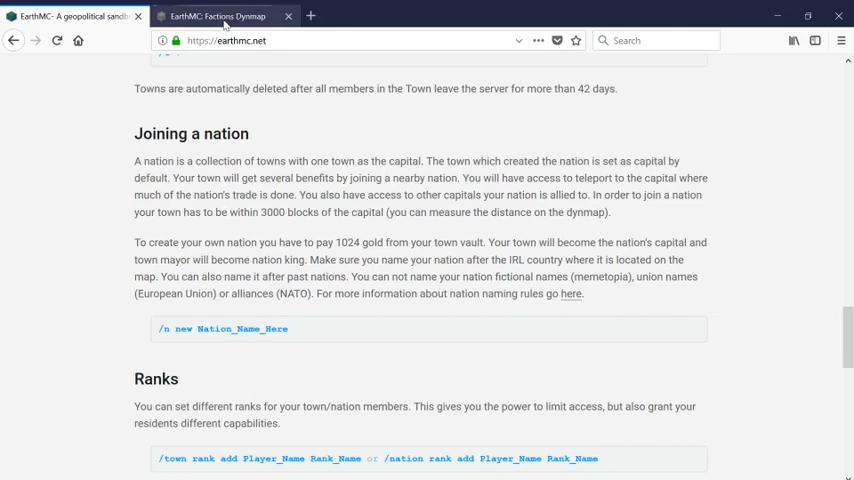 EarthMC- A geopolitical sandb
EarthMC: Factions Dynmap
https://earthmc.net
Search
Towns are automatically deleted after all members in the Town leave the server for more than 42 days.
Joining a nation
A nation is a collection of towns with one town as the capital. The town which created the nation is set as capital by
default. Your town will get several benefits by joining a nearby nation. You will have access to teleport to the capital where
much of the nation's trade is done. You also have access to other capitals your nation is allied to. In order to join a nation
your town has to be within 3000 blocks of the capital (you can measure the distance on the dynmap).
To create your own nation you have to pay 1024 gold from your town vault. Your town will become the nation's capital and
town mayor will become nation king. Make sure you name your nation after the IRL country where it is located on the
map. You can also name it after past nations. You can not name your nation fictional names (memetopia), union names
(European Union) or alliances (NATO). For more information about nation naming rules go here.
/n new Nation_Name_Here
Ranks
You can set different ranks for your town/nation members. This gives you the power to limit access, but also grant your
residents different capabilities.
/town rank add Player_Name Rank_Name or /nation rank add Player_Name Rank_Name